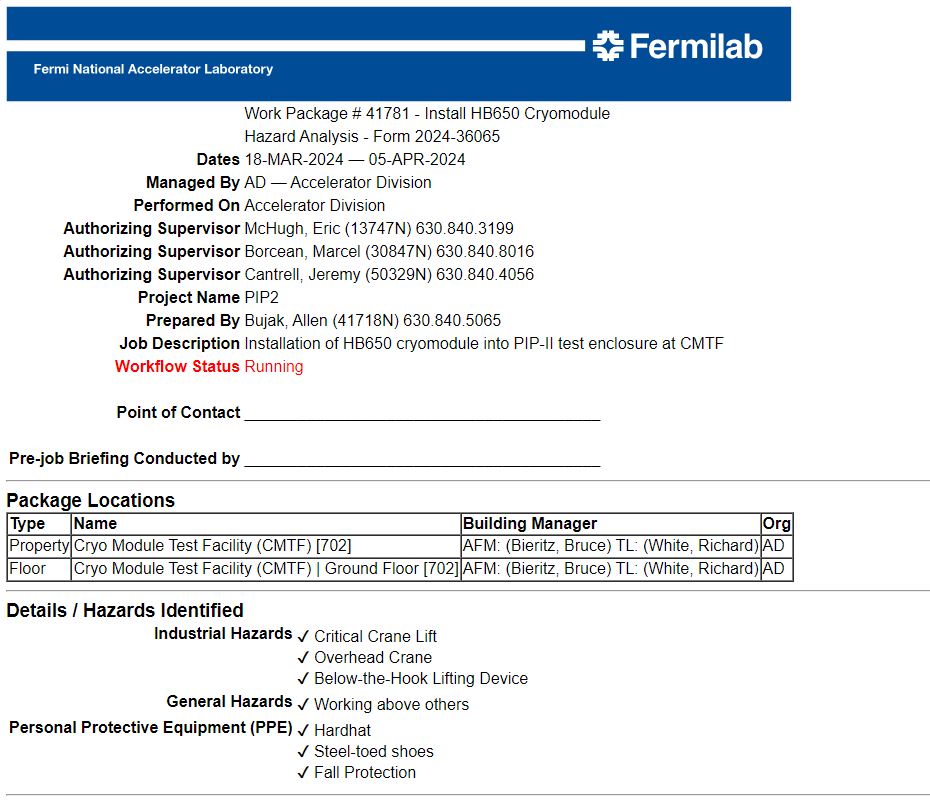 Fermilab
Fermi National Accelerator Laboratory
Work Package # 41781 - Install HB650 Cryomodule
Hazard Analysis - Form 2024-36065
Dates 18-MAR-2024 — 05-APR-2024
Managed By AD — Accelerator Division
Performed On Accelerator Division
Authorizing Supervisor McHugh, Eric (13747N) 630.840.3199
Authorizing Supervisor Borcean, Marcel (30847N) 630.840.8016
Authorizing Supervisor Cantrell, Jeremy (50329N) 630.840.4056
Project Name PIP2
Prepared By Bujak, Allen (41718N) 630.840.5065
Job Description Installation of HB650 cryomodule into PIP-II test enclosure at CMTF
Workflow Status Running
Point of Contact ________________________________________
Pre-job Briefing Conducted by ________________________________________
Package Locations
Type Name Building Manager Org
Property Cryo Module Test Facility (CMTF) [702] AFM: (Bieritz, Bruce) TL: (White, Richard) AD
Floor Cryo Module Test Facility (CMTF) | Ground Floor [702] AFM: (Bieritz, Bruce) TL: (White, Richard) AD
Details / Hazards Identified
Industrial Hazards ✓ Critical Crane Lift
✓ Overhead Crane
✓ Below-the-Hook Lifting Device
General Hazards ✓ Working above others
Personal Protective Equipment (PPE) ✓ Hardhat
✓ Steel-toed shoes
✓ Fall Protection